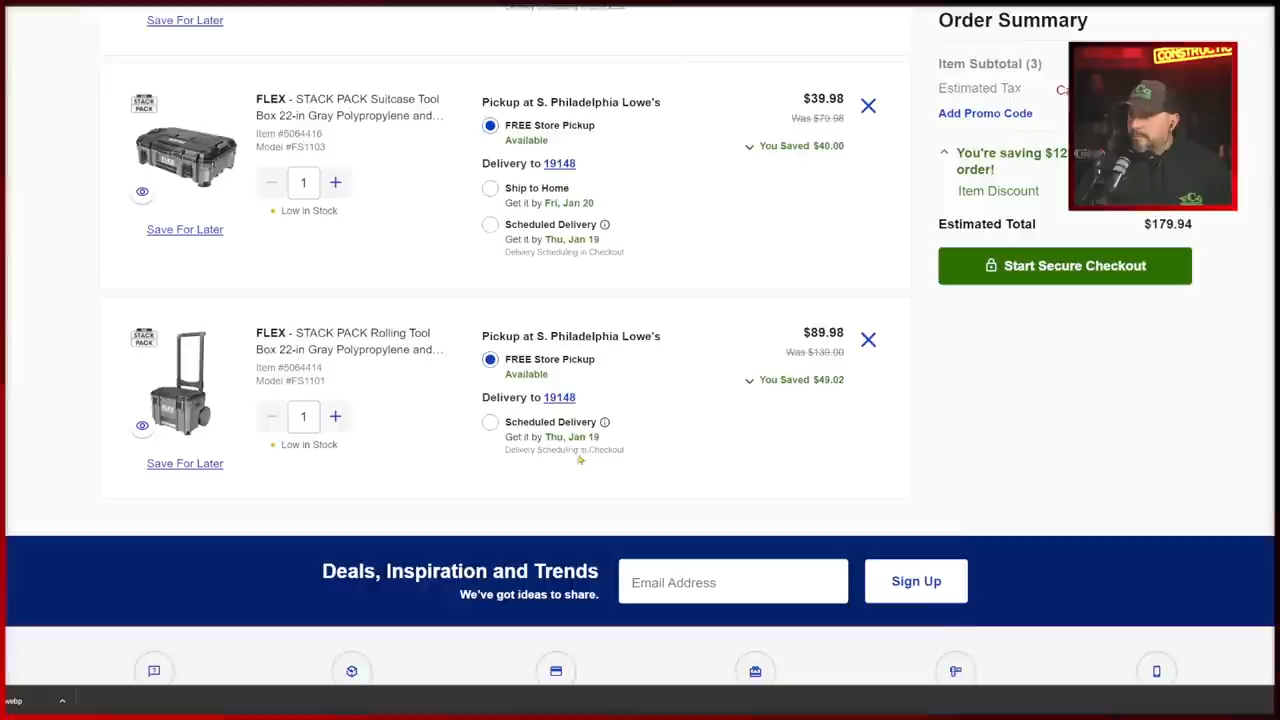 Save For Later
STACK
PACK
FLEX - STACK PACK Suitcase Tool
Box 22-in Gray Polypropylene and…
Item #5064416
Model #FS1103
1
Low in Stock
Save For Later
Pickup at S. Philadelphia Lowe's
FREE Store Pickup
Available
Delivery to 19148
Ship to Home
Get it by Fri, Jan 20
Scheduled Delivery
Get it by Thu, Jan 19
Delivery Scheduling in Checkout
$39.98
Was $79.98
You Saved $40.00
STACK
PACK
FLEX - STACK PACK Rolling Tool
Box 22-in Gray Polypropylene and…
Item #5064414
Model #FS1101
1
Low in Stock
Save For Later
Pickup at S. Philadelphia Lowe's
FREE Store Pickup
Available
Delivery to 19148
Scheduled Delivery
Get it by Thu, Jan 19
Delivery Scheduling in Checkout
$89.98
Was $139.00
You Saved $49.02
Order Summary
Item Subtotal (3)
Estimated Tax
Add Promo Code
You're saving $12
order!
Item Discount
Estimated Total $179.94
Start Secure Checkout
CONSTRUCTIO
Deals, Inspiration and Trends
We've got ideas to share.
Email Address
Sign Up
webp